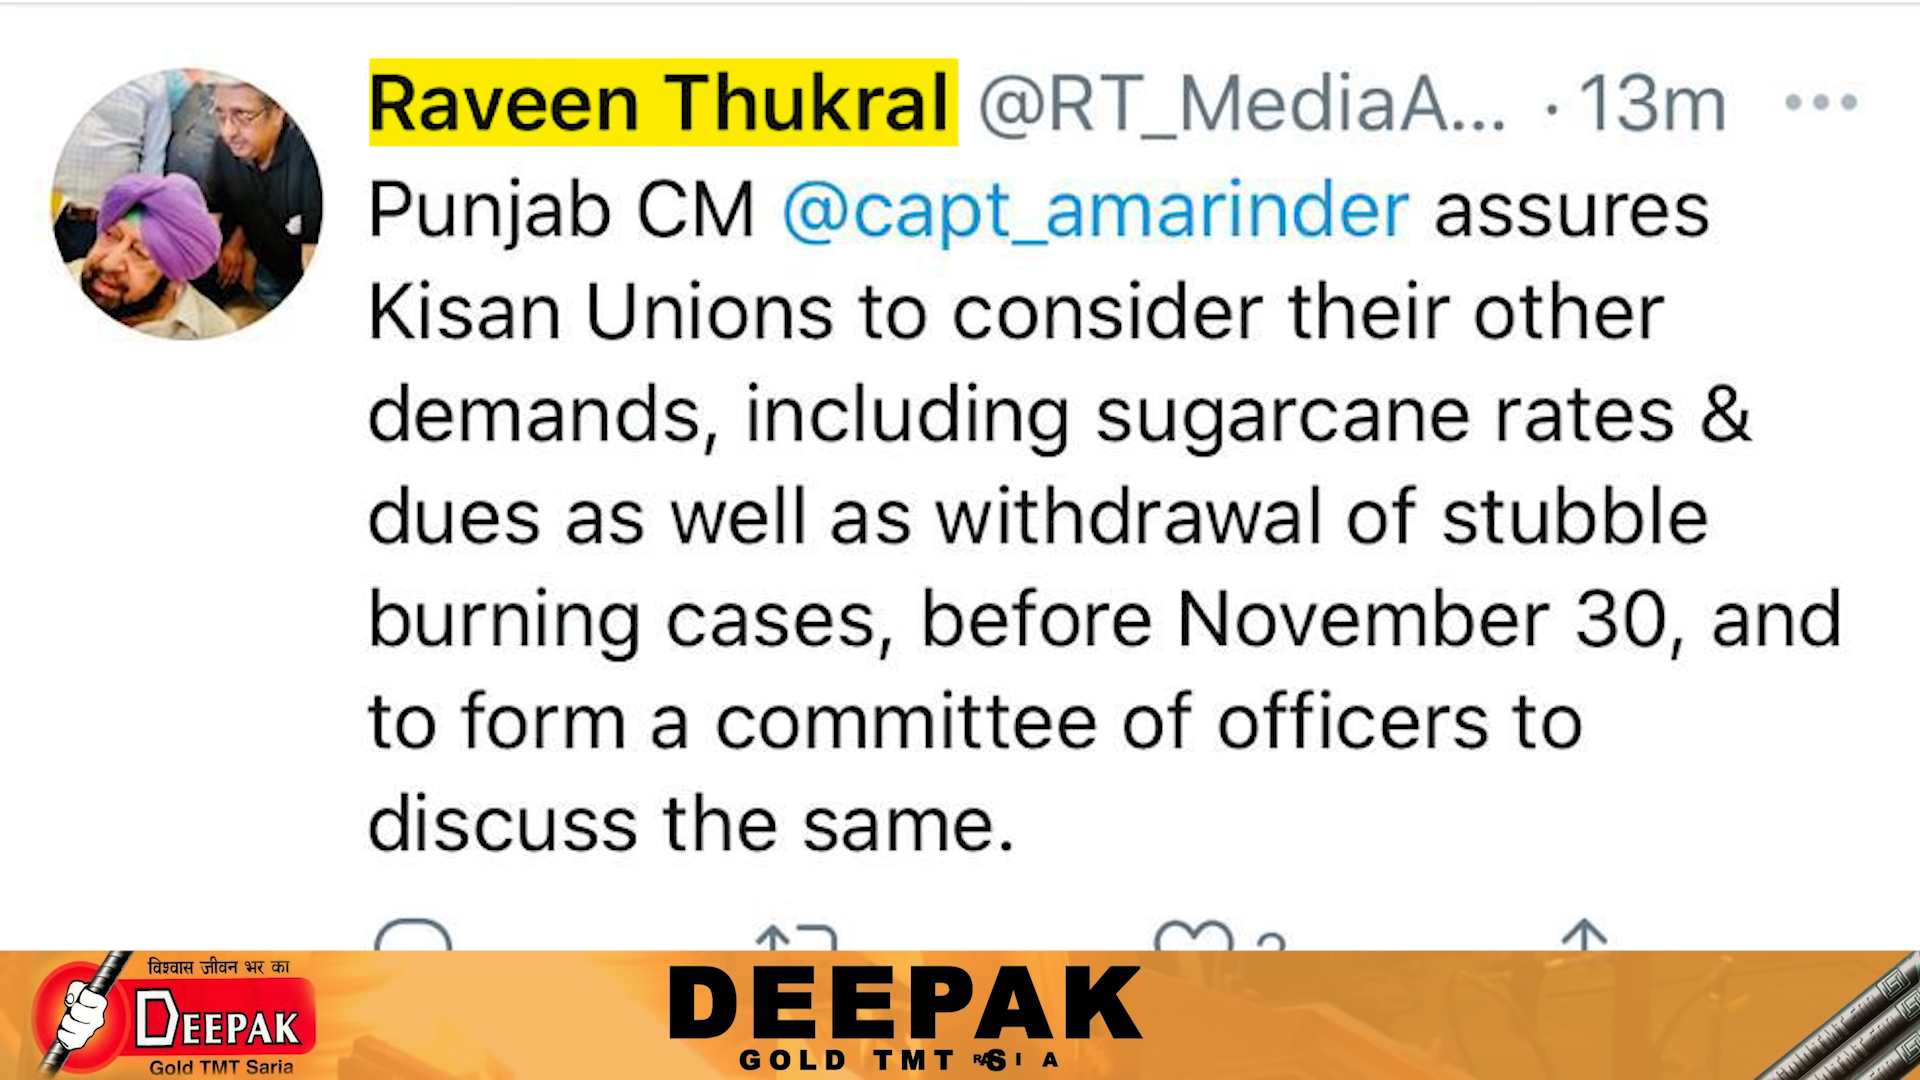 Raveen Thukral @RT_MediaA... · 13m
Punjab CM @capt_amarinder assures
Kisan Unions to consider their other
demands, including sugarcane rates &
dues as well as withdrawal of stubble
burning cases, before November 30, and
to form a committee of officers to
discuss the same.
विश्वास जीवन भर का
DEEPAK
Gold TMT Saria
DEEPAK
GOLD TMT